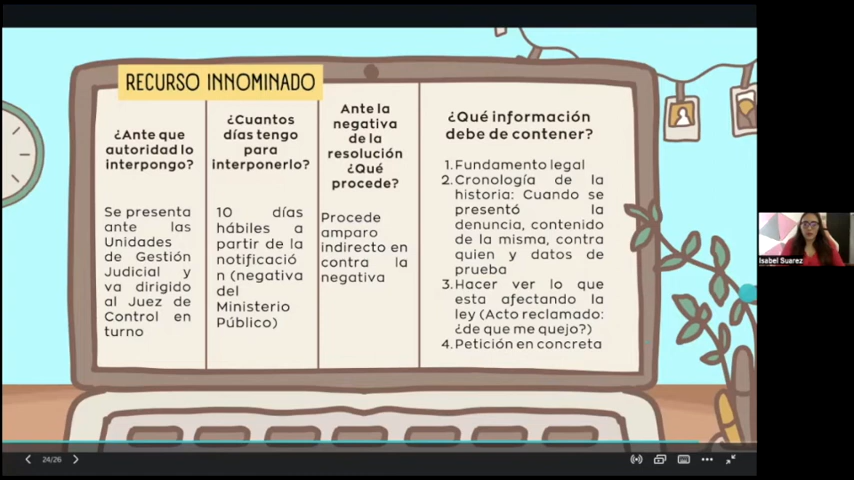 RECURSO INNOMINADO
¿Ante que
autoridad lo
interpongo?
Se presenta
ante las
Unidades
de Gestión
Judicial y
va dirigido
al Juez de
Control en
turno
¿Cuantos
días tengo
para
interponerlo?
10 días
hábiles a
partir de la
notificació
n (negativa
del
Ministerio
Público)
Ante la
negativa
de la
resolución
¿Qué
procede?
Procede
amparo
indirecto en
contra la
negativa
¿Qué información
debe de contener?
1. Fundamento legal
2. Cronología de la
historia: Cuando se
presentó la
denuncia, contenido
de la misma, contra
quien y datos de
prueba
3. Hacer ver lo que
esta afectando la
ley (Acto reclamado:
¿de que me quejo?)
4. Petición en concreta
Isabel Suarez
24/26